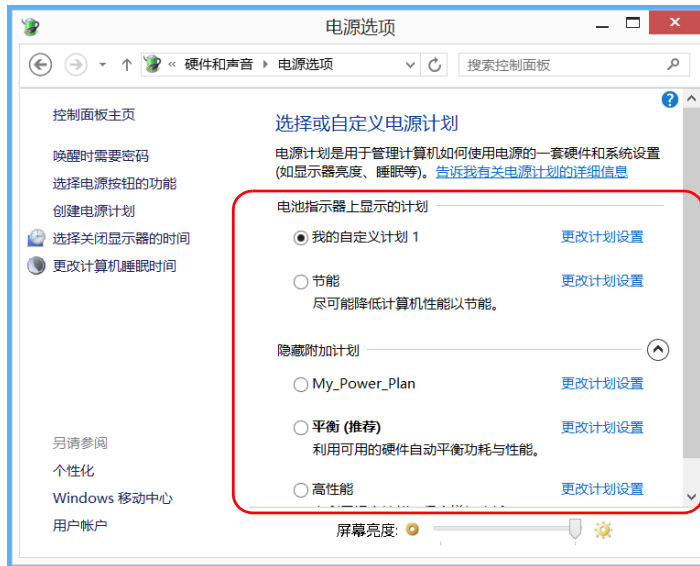 电源选项
« 硬件和声音 ▸ 电源选项
搜索控制面板
控制面板主页
唤醒时需要密码
选择电源按钮的功能
创建电源计划
选择关闭显示器的时间
更改计算机睡眠时间
另请参阅
个性化
Windows 移动中心
用户帐户
选择或自定义电源计划
电源计划是用于管理计算机如何使用电源的一套硬件和系统设置
(如显示器亮度、睡眠等)。告诉我有关电源计划的详细信息
电池指示器上显示的计划
我的自定义计划 1 更改计划设置
节能 更改计划设置
尽可能降低计算机性能以节能。
隐藏附加计划
My_Power_Plan 更改计划设置
平衡 (推荐) 更改计划设置
利用可用的硬件自动平衡功耗与性能。
高性能 更改计划设置
屏幕亮度: